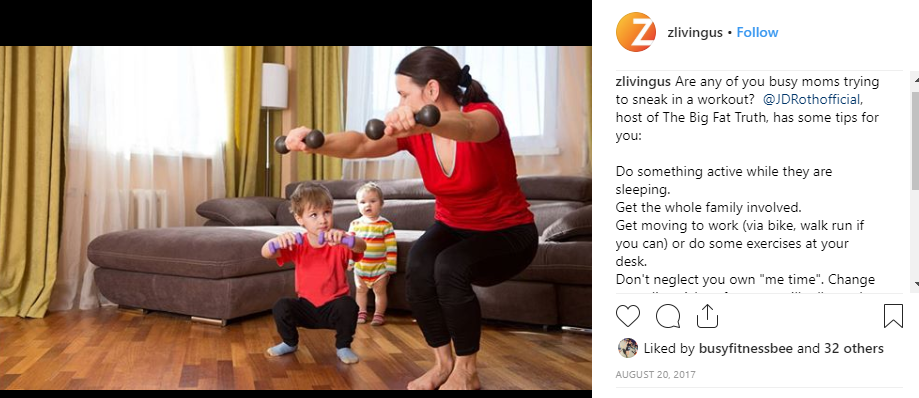 Z
zlivingus • Follow
zlivingus Are any of you busy moms trying
to sneak in a workout? @JDRothofficial,
host of The Big Fat Truth, has some tips for
you:
Do something active while they are
sleeping.
Get the whole family involved.
Get moving to work (via bike, walk run if
you can) or do some exercises at your
desk.
Don't neglect you own "me time". Change
Liked by busyfitnessbee and 32 others
AUGUST 20, 2017